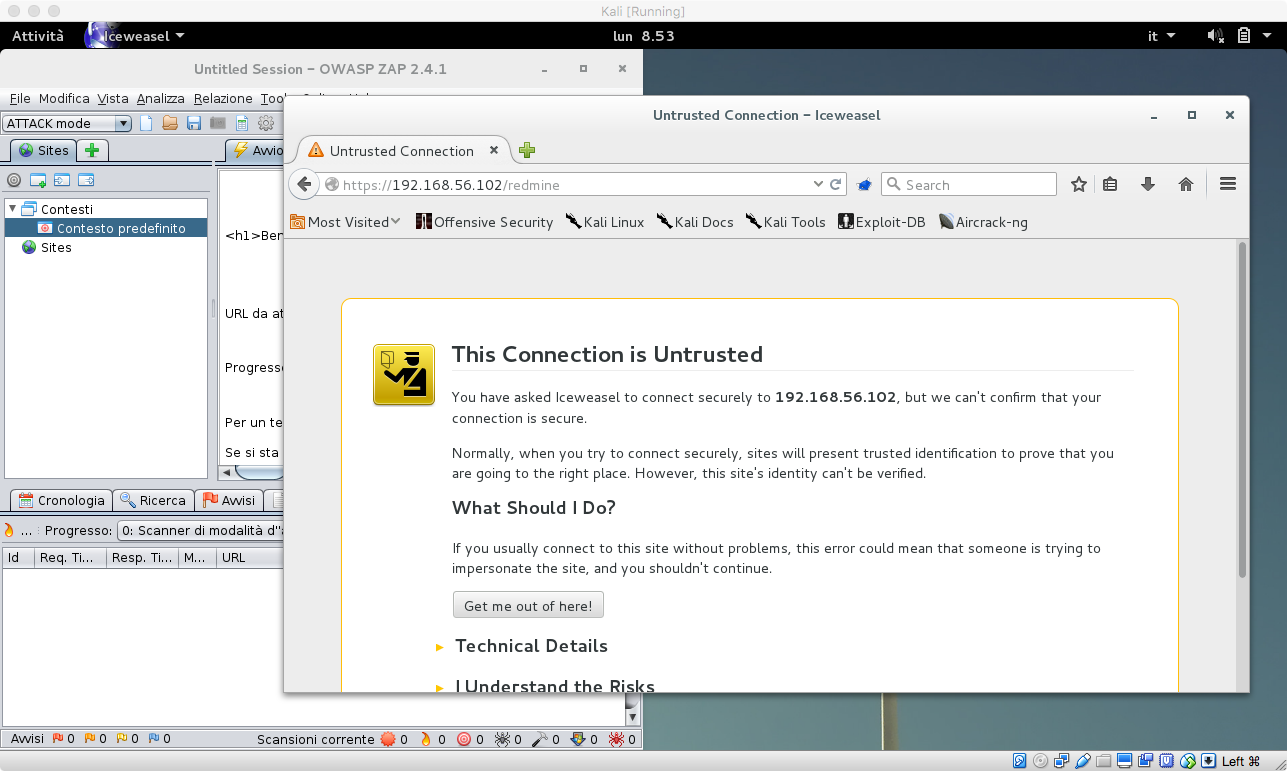 Kali [Running]
Attività
Iceweasel
lun 8.53
it
Untitled Session - OWASP ZAP 2.4.1
File Modifica Vista Analizza Relazione
ATTACK mode
Sites
Contesti
Contesto predefinito
Sites
<h1>Ben
URL da at
Progresso
Per un te
Se si sta
Untrusted Connection - Iceweasel
Untrusted Connection
https://192.168.56.102/redmine
Search
Most Visited Offensive Security Kali Linux Kali Docs Kali Tools Exploit-DB Aircrack-ng
This Connection is Untrusted
You have asked Iceweasel to connect securely to 192.168.56.102, but we can't confirm that your
connection is secure.
Normally, when you try to connect securely, sites will present trusted identification to prove that you
are going to the right place. However, this site's identity can't be verified.
What Should I Do?
If you usually connect to this site without problems, this error could mean that someone is trying to
impersonate the site, and you shouldn't continue.
Get me out of here!
Technical Details
I Understand the Risks
Cronologia Ricerca Avvisi
... Progresso: 0: Scanner di modalità d''a
Id Req. Ti... Resp. Ti... M... URL
Avvisi 0 0 0 0 Scansioni corrente 0 0 0 0 0 0 0
Left ⌘